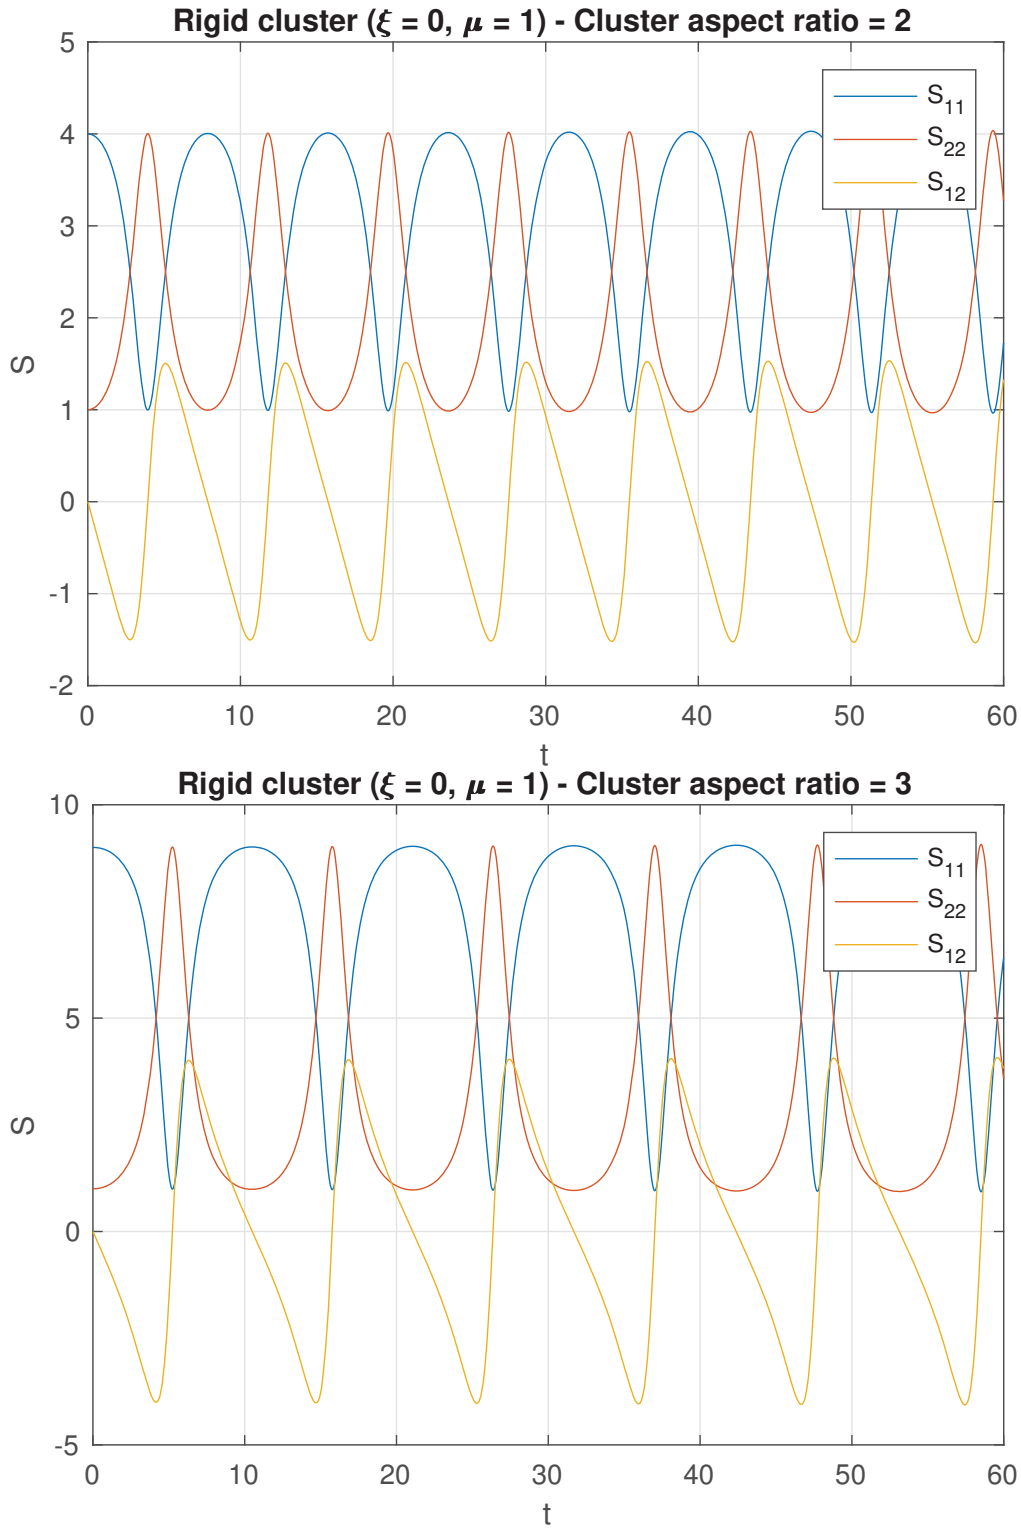 Rigid cluster (ξ = 0, μ = 1) - Cluster aspect ratio = 2
5
4
3
2
1
0
-1
-2
S
S₁₁
S₂₂
S₁₂
0 10 20 30 40 50 60
t
Rigid cluster (ξ = 0, μ = 1) - Cluster aspect ratio = 3
10
5
0
-5
S
S₁₁
S₂₂
S₁₂
0 10 20 30 40 50 60
t